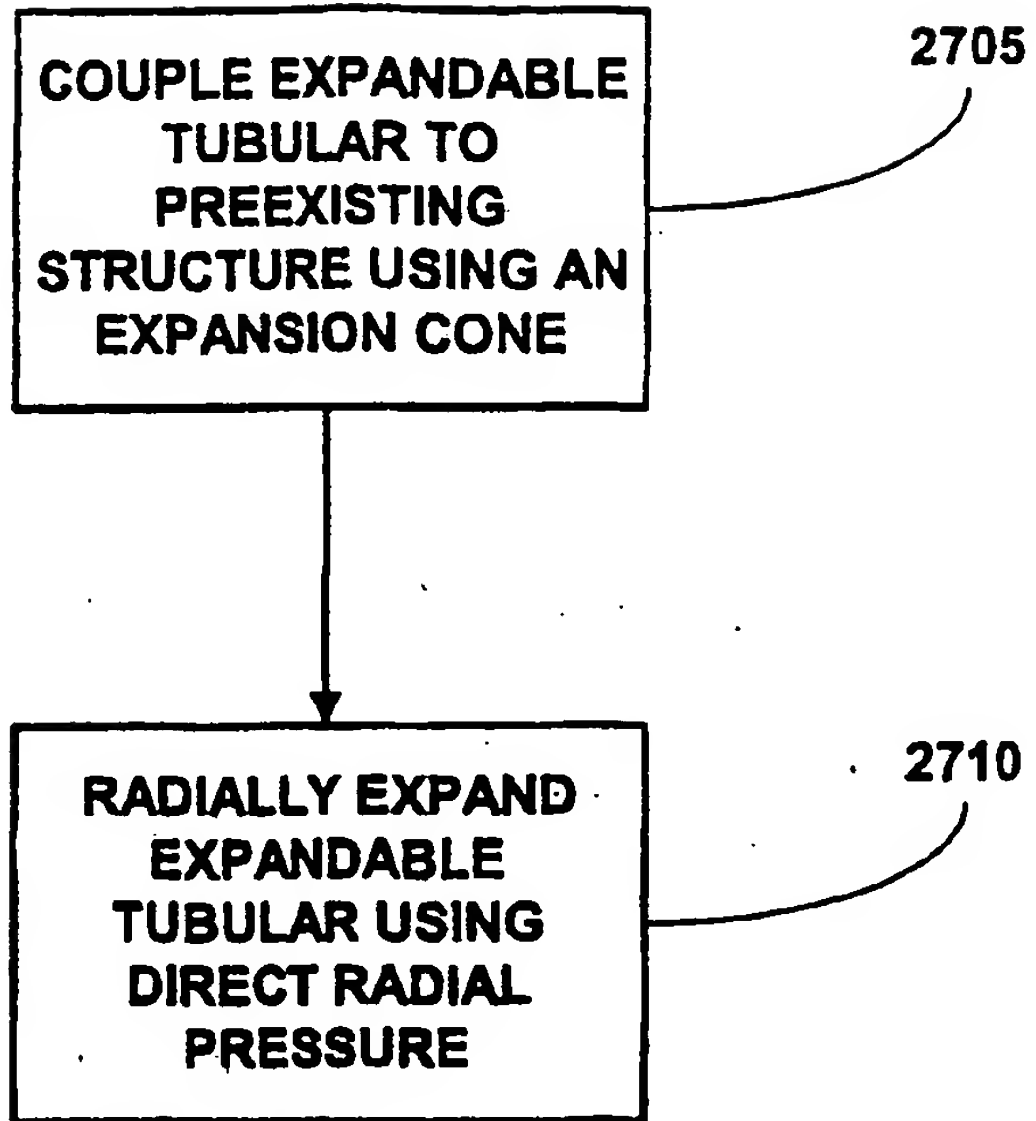 COUPLE EXPANDABLE
TUBULAR TO
PREEXISTING
STRUCTURE USING AN
EXPANSION CONE
2705
RADIALLY EXPAND
EXPANDABLE
TUBULAR USING
DIRECT RADIAL
PRESSURE
2710